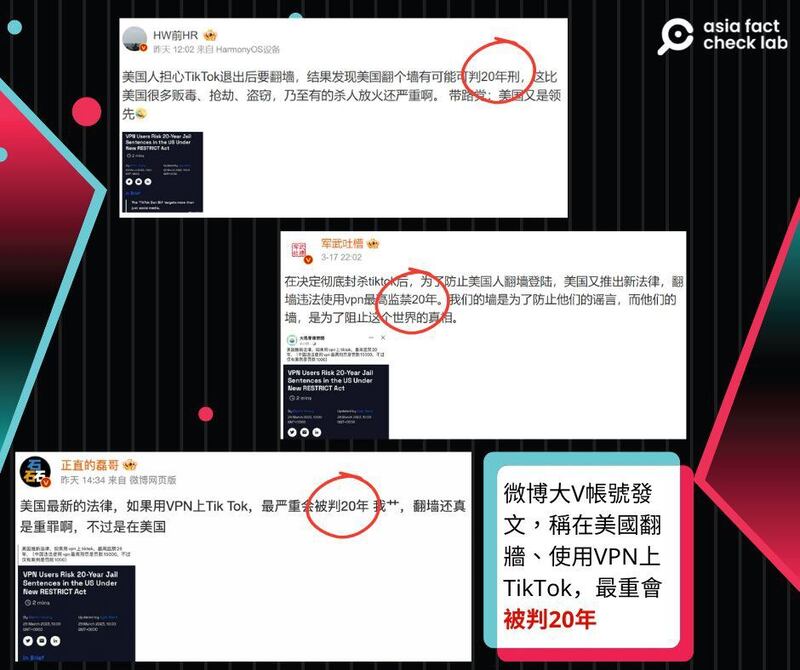 asia fact
check lab
HW前HR
昨天 12:02 来自 HarmonyOS设备
美国人担心TikTok退出后要翻墙，结果发现美国翻个墙有可能可判20年刑，这比
美国很多贩毒、抢劫、盗窃，乃至有的杀人放火还严重啊。 带路党：美国又是领
先
VPN Users Risk 20-Year Jail
Sentences in the US Under
New RESTRICT Act
2 mins
In Brief
The TikTok Ban Bill targets more than
just social media.
军武吐槽
3-17 22:02
在决定彻底封杀tiktok后，为了防止美国人翻墙登陆，美国又推出新法律，翻
墙违法使用vpn最高监禁20年。我们的墙是为了防止他们的谣言，而他们的
墙，是为了阻止这个世界的真相。
VPN Users Risk 20-Year Jail
Sentences in the US Under
New RESTRICT Act
2 mins
正直的磊哥
昨天 14:34 来自 微博网页版
美国最新的法律，如果用VPN上Tik Tok，最严重会被判20年 我艹，翻墙还真
是重罪啊，不过是在美国
VPN Users Risk 20-Year Jail
Sentences in the US Under
New RESTRICT Act
2 mins
In Brief
微博大V帳號發
文，稱在美國翻
牆、使用VPN上
TikTok，最重會
被判20年